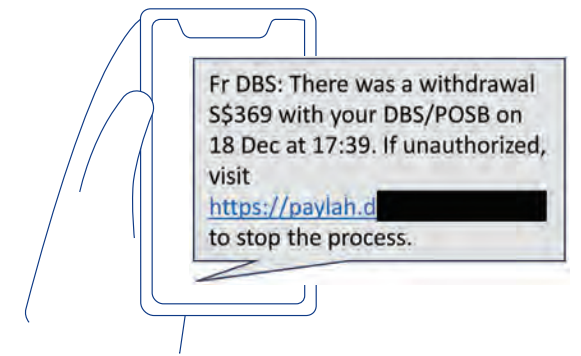 Fr DBS: There was a withdrawal
S$369 with your DBS/POSB on
18 Dec at 17:39. If unauthorized,
visit
https://paylah.d
to stop the process.